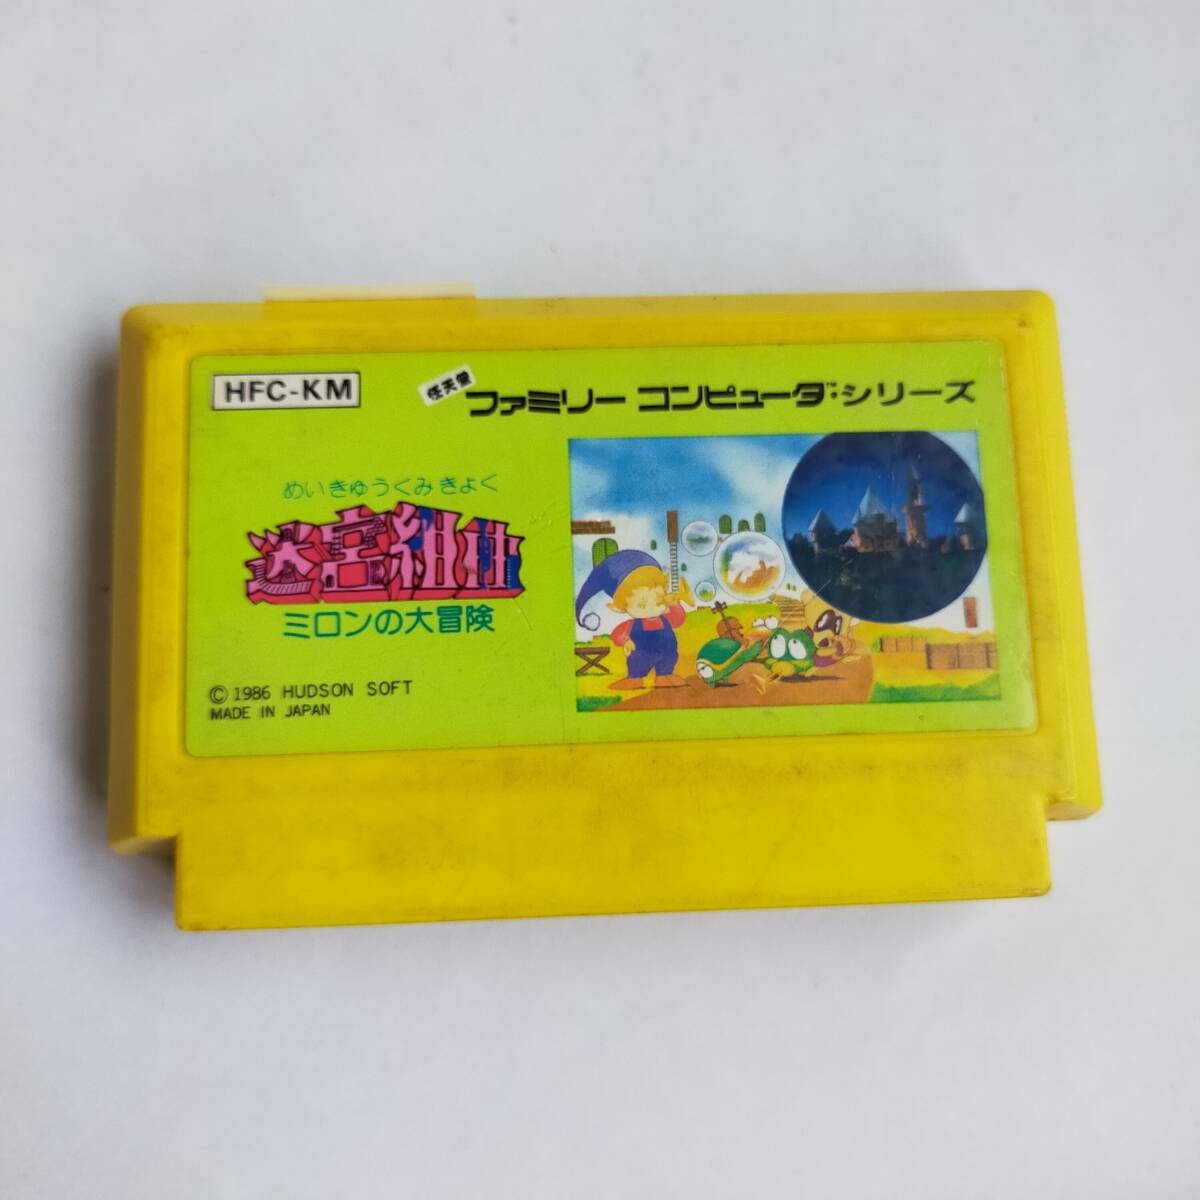 HFC-KM
任天堂
ファミリー コンピュータ™・シリーズ
めいきゅうくみきょく
迷宮組曲
ミロンの大冒険
© 1986 HUDSON SOFT
MADE IN JAPAN